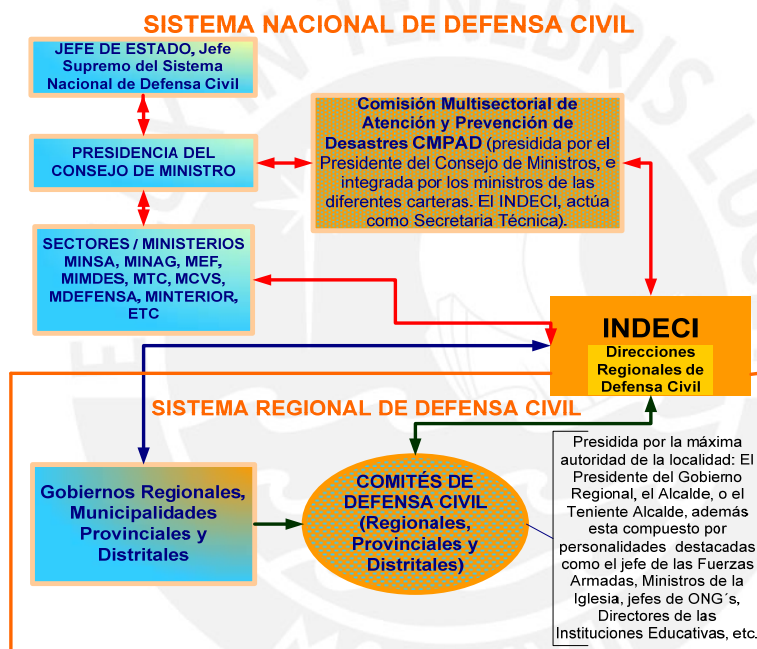 SISTEMA NACIONAL DE DEFENSA CIVIL
JEFE DE ESTADO, Jefe
Supremo del Sistema
Nacional de Defensa Civil
PRESIDENCIA DEL
CONSEJO DE MINISTRO
Comisión Multisectorial de
Atención y Prevención de
Desastres CMPAD (presidida por el
Presidente del Consejo de Ministros, e
integrada por los ministros de las
diferentes carteras. El INDECI, actúa
como Secretaria Técnica).
SECTORES / MINISTERIOS
MINSA, MINAG, MEF,
MIMDES, MTC, MCVS,
MDEFENSA, MINTERIOR,
ETC
INDECI
Direcciones
Regionales de
Defensa Civil
SISTEMA REGIONAL DE DEFENSA CIVIL
Gobiernos Regionales,
Municipalidades
Provinciales y
Distritales
COMITÉS DE
DEFENSA CIVIL
(Regionales,
Provinciales y
Distritales)
Presidida por la máxima
autoridad de la localidad: El
Presidente del Gobierno
Regional, el Alcalde, o el
Teniente Alcalde, además
esta compuesto por
personalidades destacadas
como el jefe de las Fuerzas
Armadas, Ministros de la
Iglesia, jefes de ONG´s,
Directores de las
Instituciones Educativas, etc.